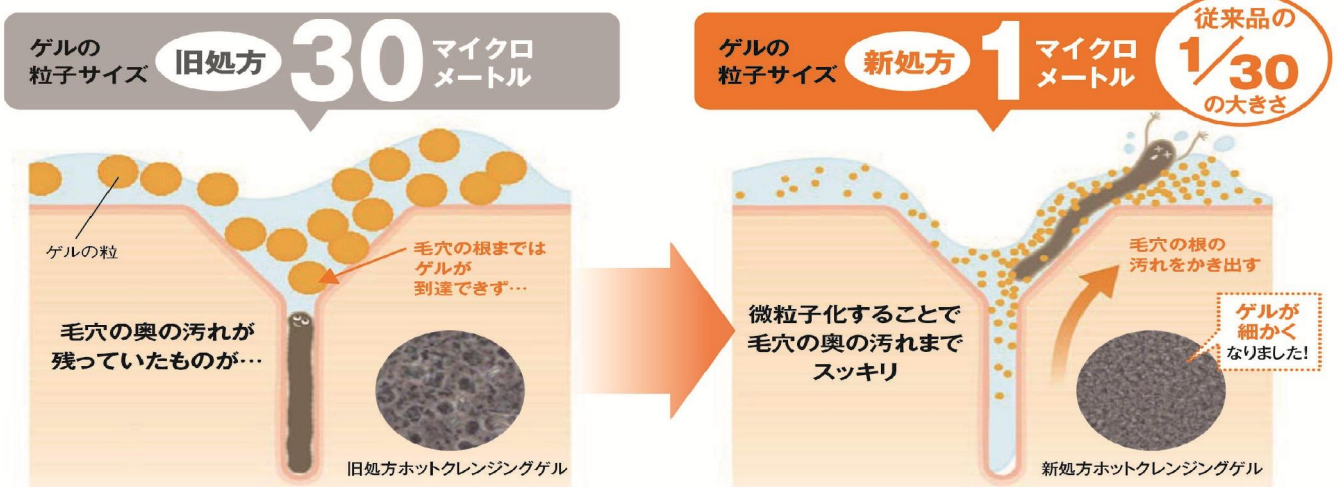 ゲルの
粒子サイズ
旧処方
30
マイクロ
メートル
ゲルの粒
毛穴の根までは
ゲルが
到達できず…
毛穴の奥の汚れが
残っていたものが…
旧処方ホットクレンジングゲル
ゲルの
粒子サイズ
新処方
1
マイクロ
メートル
従来品の
1/30
の大きさ
毛穴の根の
汚れをかき出す
微粒子化することで
毛穴の奥の汚れまで
スッキリ
ゲルが
細かく
なりました!
新処方ホットクレンジングゲル